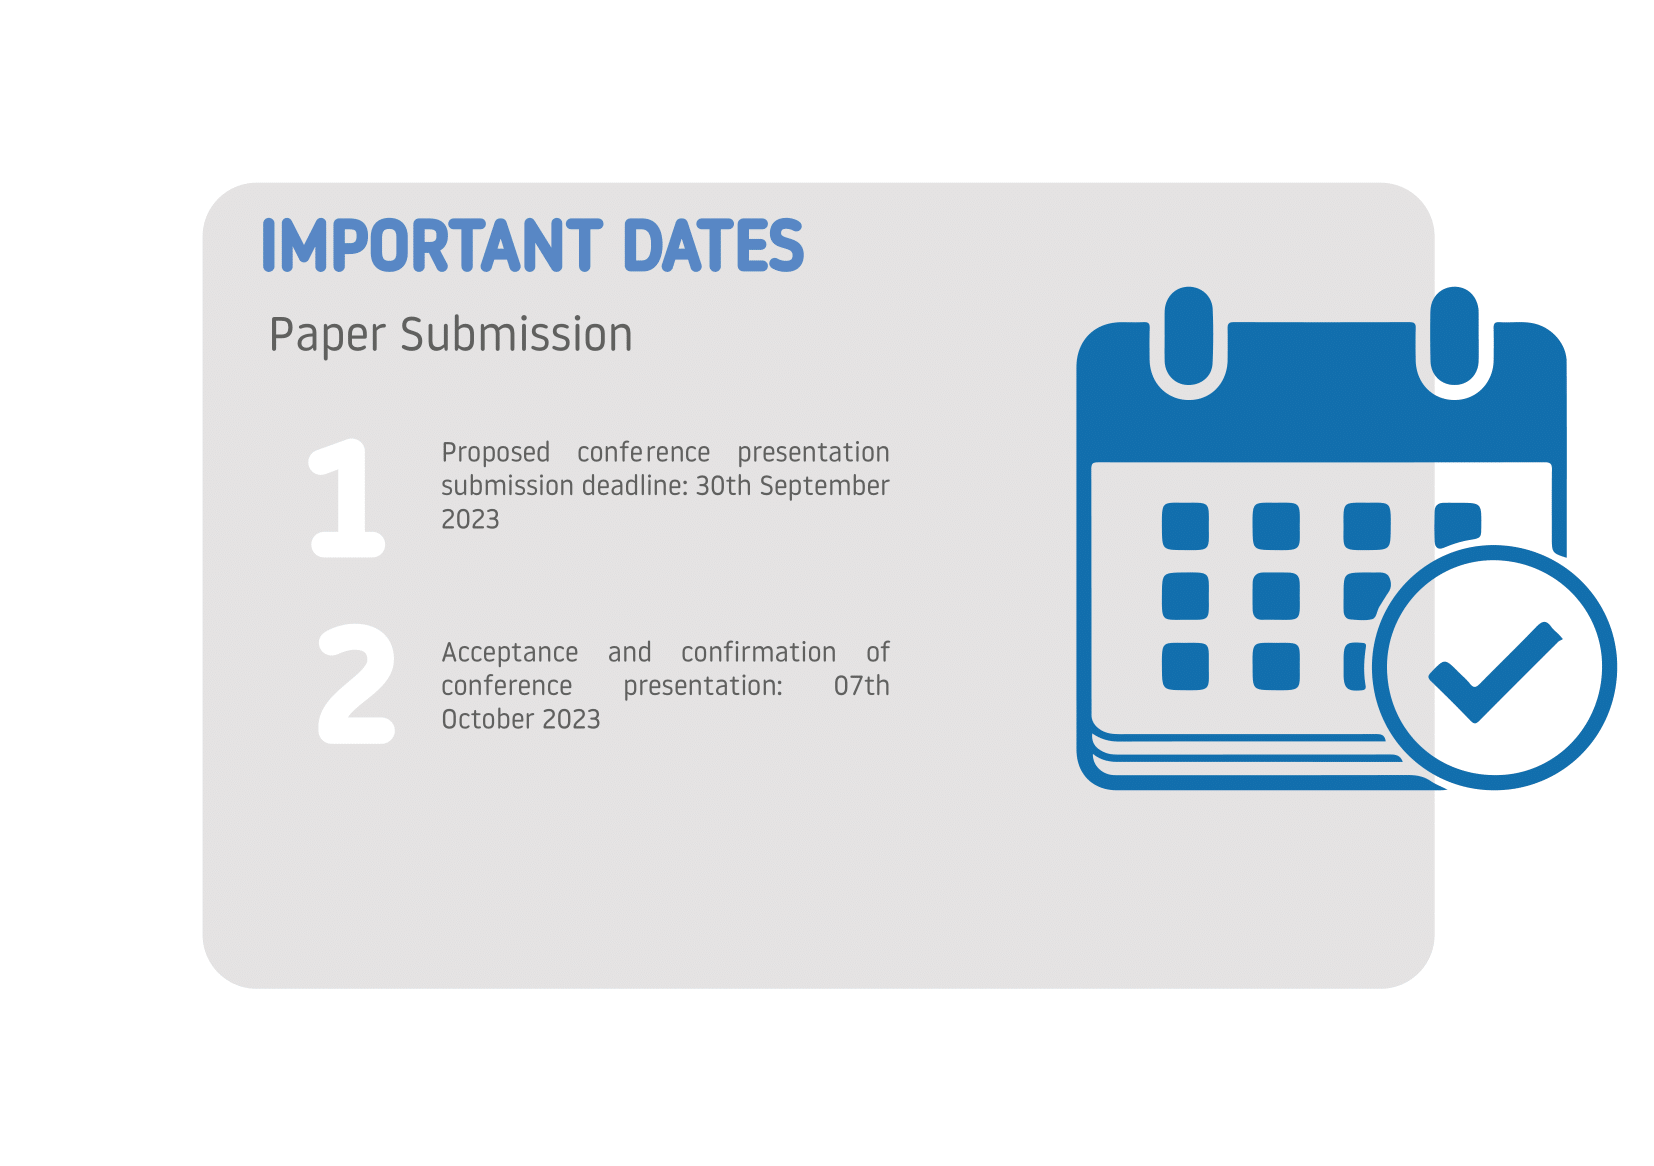 IMPORTANT DATES
Paper Submission
1
Proposed conference presentation
submission deadline: 30th September
2023
2
Acceptance and confirmation of
conference presentation: 07th
October 2023